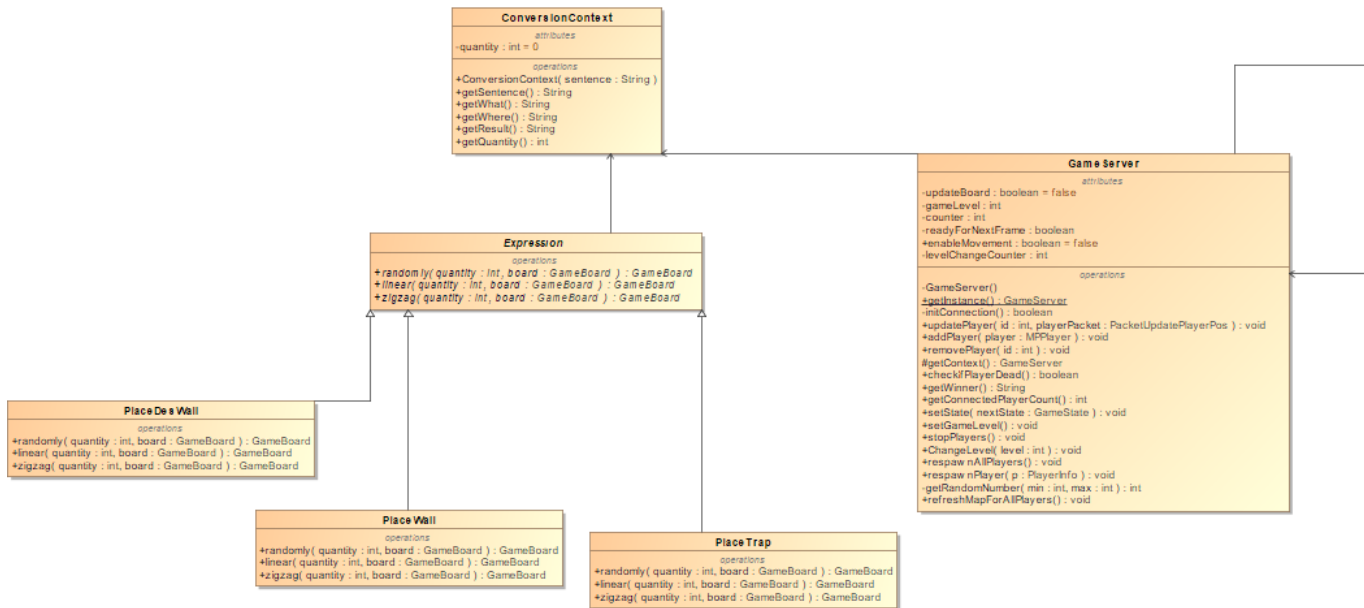 ConversionContext
attributes
-quantity : int = 0
operations
+ConversionContext( sentence : String )
+getSentence() : String
+getWhat() : String
+getWhere() : String
+getResult() : String
+getQuantity() : int
GameServer
attributes
-updateBoard : boolean = false
-gameLevel : int
-counter : int
-readyForNextFrame : boolean
+enableMovement : boolean = false
-levelChangeCounter : int
operations
-GameServer()
+getInstance() : GameServer
-initConnection() : boolean
+updatePlayer( id : int, playerPacket : PacketUpdatePlayerPos ) : void
+addPlayer( player : MPPlayer ) : void
+removePlayer( id : int ) : void
#getContext() : GameServer
+checkIfPlayerDead() : boolean
+getWinner() : String
+getConnectedPlayerCount() : int
+setState( nextState : GameState ) : void
+setGameLevel() : void
+stopPlayers() : void
+ChangeLevel( level : int ) : void
+respawnAllPlayers() : void
+respawnPlayer( p : PlayerInfo ) : void
-getRandomNumber( min : int, max : int ) : int
+refreshMapForAllPlayers() : void
Expression
operations
+randomly( quantity : int, board : GameBoard ) : GameBoard
+linear( quantity : int, board : GameBoard ) : GameBoard
+zigzag( quantity : int, board : GameBoard ) : GameBoard
PlaceDesWall
operations
+randomly( quantity : int, board : GameBoard ) : GameBoard
+linear( quantity : int, board : GameBoard ) : GameBoard
+zigzag( quantity : int, board : GameBoard ) : GameBoard
PlaceWall
operations
+randomly( quantity : int, board : GameBoard ) : GameBoard
+linear( quantity : int, board : GameBoard ) : GameBoard
+zigzag( quantity : int, board : GameBoard ) : GameBoard
PlaceTrap
operations
+randomly( quantity : int, board : GameBoard ) : GameBoard
+linear( quantity : int, board : GameBoard ) : GameBoard
+zigzag( quantity : int, board : GameBoard ) : GameBoard